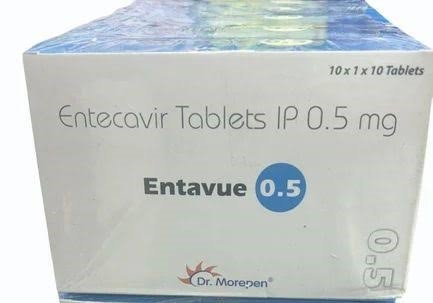 10 x 1 x 10 Tablets
Entecavir Tablets IP 0.5 mg
Entavue 0.5
0.5
Dr. Morepen®